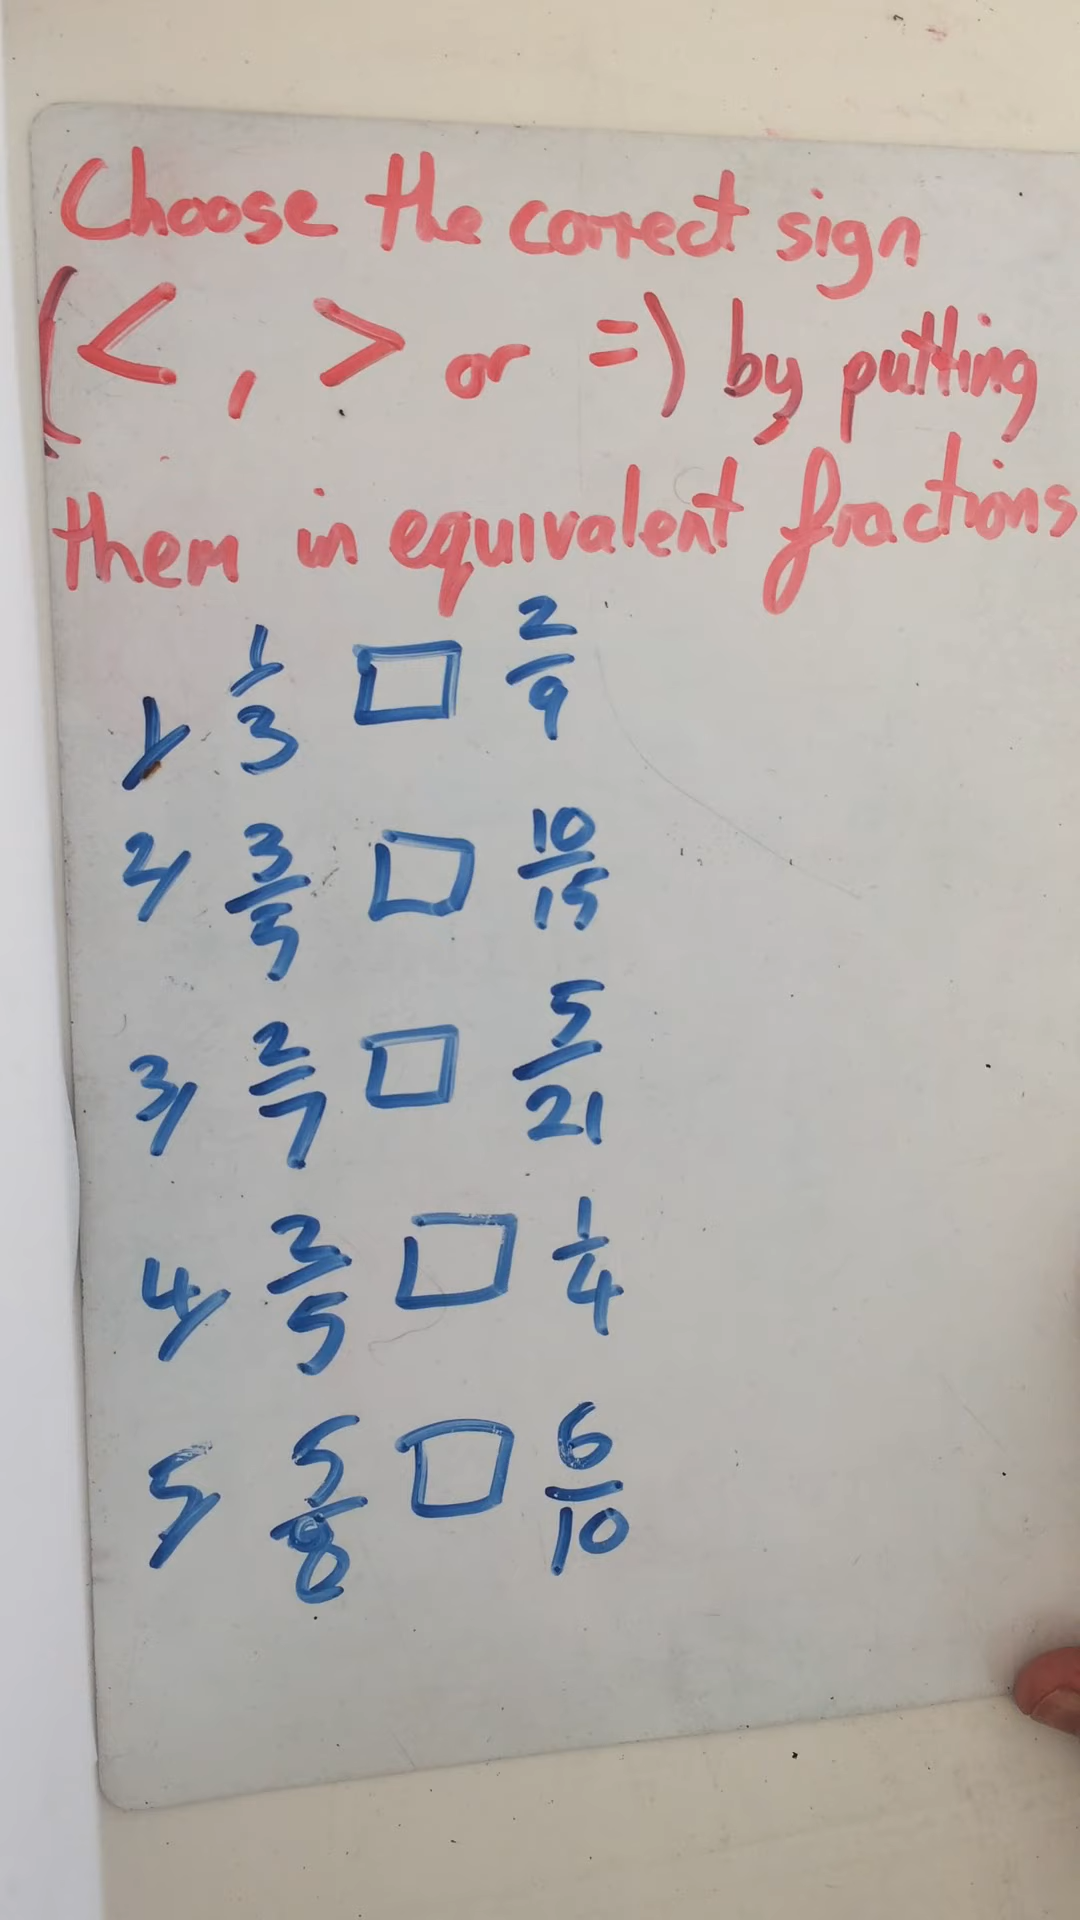 Choose the correct sign
(<, > or =) by putting
them in equivalent fractions
1/ 1/3 □ 2/9
2/ 3/5 □ 10/15
3/ 2/7 □ 5/21
4/ 2/5 □ 1/4
5/ 5/8 □ 6/10